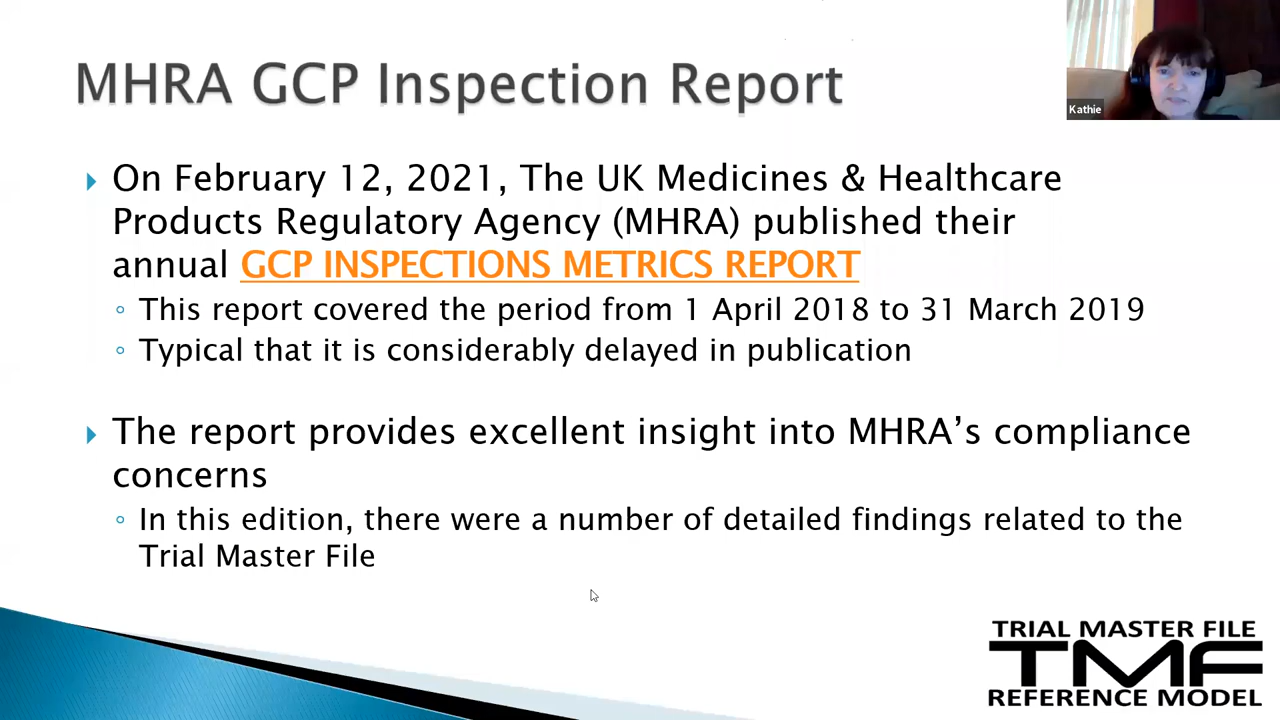 MHRA GCP Inspection Report
Kathie
On February 12, 2021, The UK Medicines & Healthcare
Products Regulatory Agency (MHRA) published their
annual GCP INSPECTIONS METRICS REPORT
This report covered the period from 1 April 2018 to 31 March 2019
Typical that it is considerably delayed in publication
The report provides excellent insight into MHRA’s compliance
concerns
In this edition, there were a number of detailed findings related to the
Trial Master File
TRIAL MASTER FILE
TMF
REFERENCE MODEL